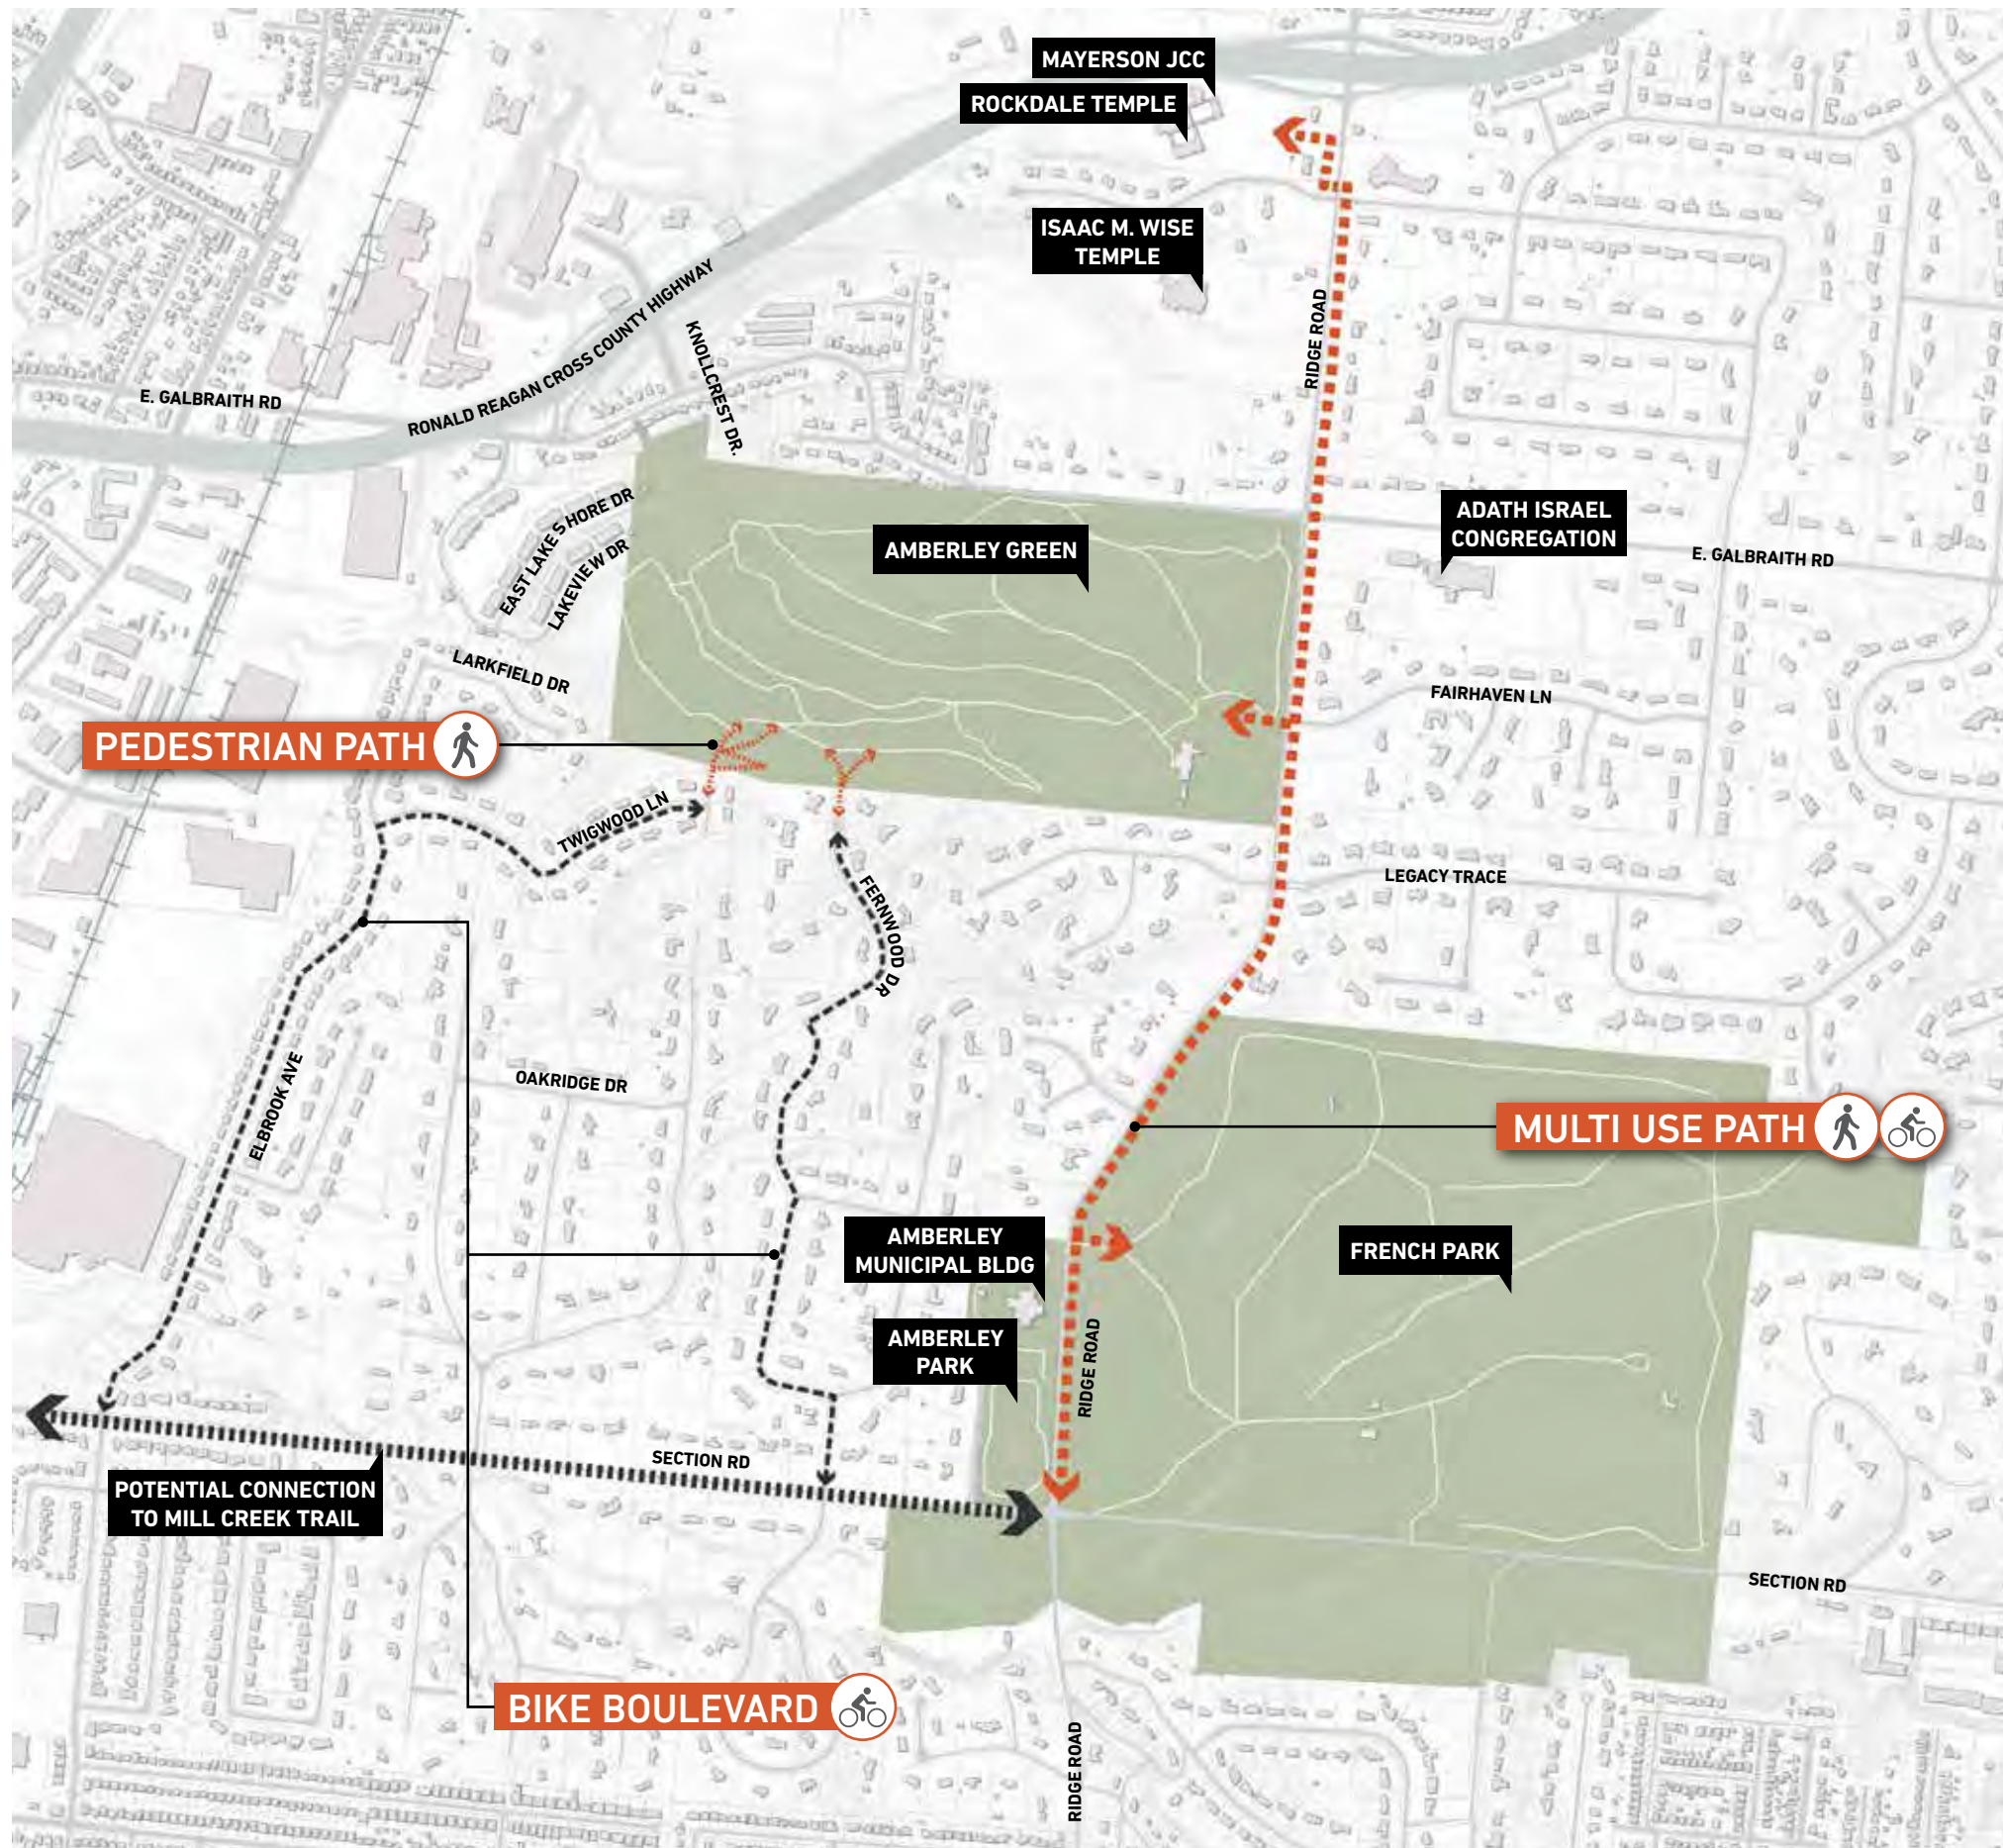 MAYERSON JCC
ROCKDALE TEMPLE
ISAAC M. WISE
TEMPLE
RIDGE ROAD
RONALD REAGAN CROSS COUNTY HIGHWAY
KNOLLCREST DR.
E. GALBRAITH RD
EAST LAKE SHORE DR
LAKEVIEW DR
AMBERLEY GREEN
ADATH ISRAEL
CONGREGATION
E. GALBRAITH RD
LARKFIELD DR
FAIRHAVEN LN
PEDESTRIAN PATH
TWIGWOOD LN
FERNWOOD DR
LEGACY TRACE
ELBROOK AVE
OAKRIDGE DR
MULTI USE PATH
AMBERLEY
MUNICIPAL BLDG
FRENCH PARK
AMBERLEY
PARK
RIDGE ROAD
SECTION RD
POTENTIAL CONNECTION
TO MILL CREEK TRAIL
SECTION RD
BIKE BOULEVARD
RIDGE ROAD